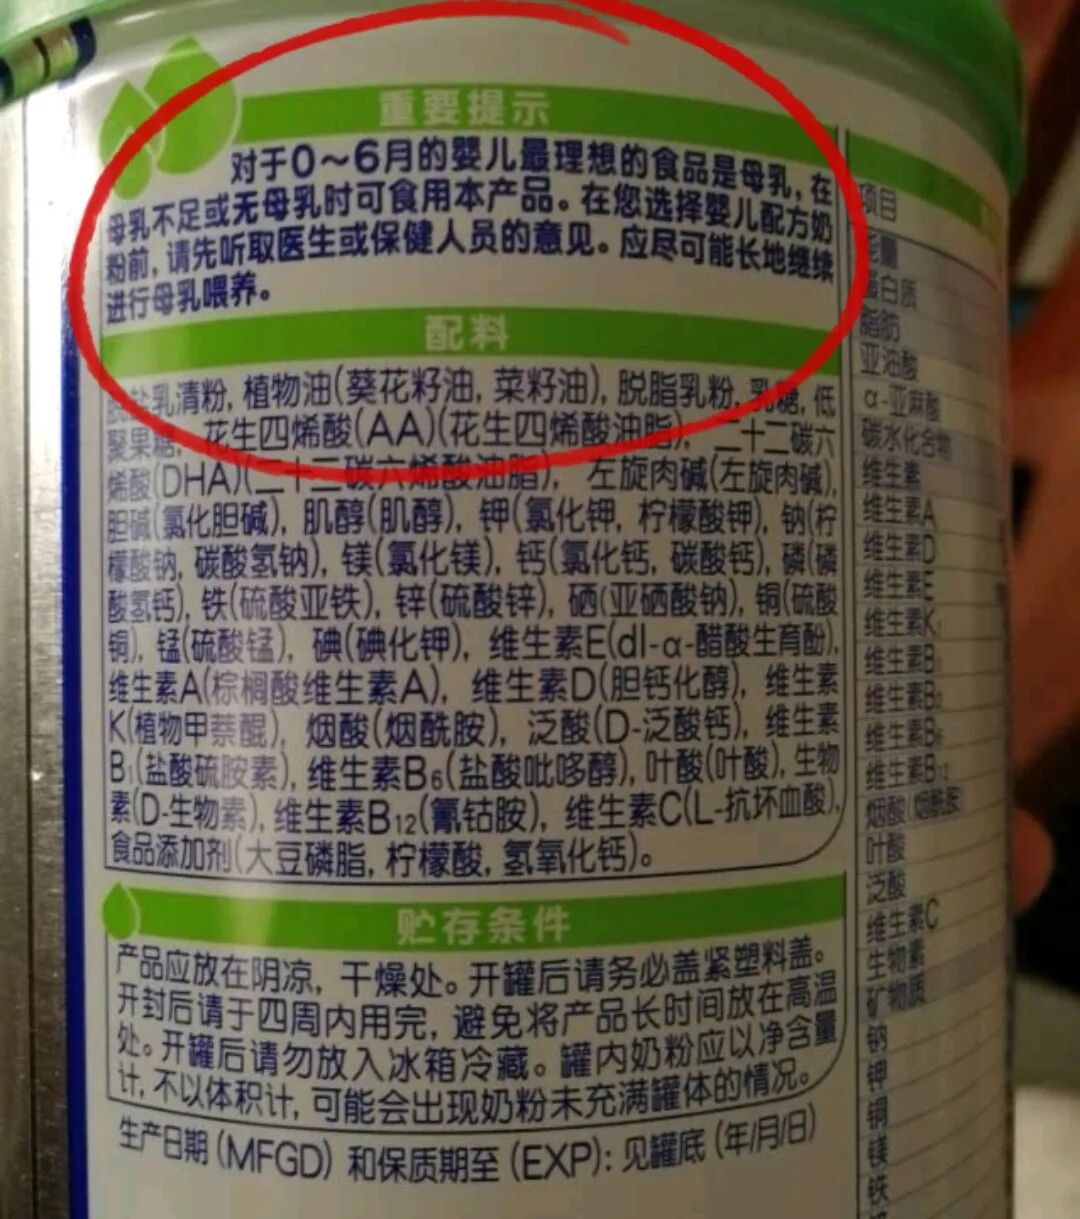 重要提示
对于0～6月的婴儿最理想的食品是母乳，在
母乳不足或无母乳时可食用本产品。在您选择婴儿配方奶
粉前，请先听取医生或保健人员的意见。应尽可能长地继续
进行母乳喂养。
配料
脱盐乳清粉，植物油(葵花籽油，菜籽油)，脱脂乳粉，乳糖，低
聚果糖，花生四烯酸(AA)(花生四烯酸油脂)，二十二碳六
烯酸(DHA)(二十二碳六烯酸油脂)，左旋肉碱(左旋肉碱)，
胆碱(氯化胆碱)，肌醇(肌醇)，钾(氯化钾，柠檬酸钾)，钠(柠
檬酸钠，碳酸氢钠)，镁(氯化镁)，钙(氯化钙，碳酸钙)，磷(磷
酸氢钙)，铁(硫酸亚铁)，锌(硫酸锌)，硒(亚硒酸钠)，铜(硫酸
铜)，锰(硫酸锰)，碘(碘化钾)，维生素E(dl-α-醋酸生育酚)，
维生素A(棕榈酸维生素A)，维生素D(胆钙化醇)，维生素
K(植物甲萘醌)，烟酸(烟酰胺)，泛酸(D-泛酸钙)，维生素
B₁(盐酸硫胺素)，维生素B₆(盐酸吡哆醇)，叶酸(叶酸)，生物
素(D-生物素)，维生素B₁₂(氰钴胺)，维生素C(L-抗坏血酸)，
食品添加剂(大豆磷脂，柠檬酸，氢氧化钙)。
贮存条件
产品应放在阴凉，干燥处。开罐后请务必盖紧塑料盖。
开封后请于四周内用完，避免将产品长时间放在高温
处。开罐后请勿放入冰箱冷藏。罐内奶粉应以净含量
计，不以体积计，可能会出现奶粉未充满罐体的情况。
生产日期 (MFGD) 和保质期至 (EXP)：见罐底 (年/月/日)
项目
能量
蛋白质
脂肪
亚油酸
α-亚麻酸
碳水化合物
维生素
维生素A
维生素D
维生素E
维生素K₁
维生素B₁
维生素B₂
维生素B₆
维生素B₁₂
烟酸(烟酰胺)
叶酸
泛酸
维生素C
生物素
矿物质
钠
钾
铜
镁
铁